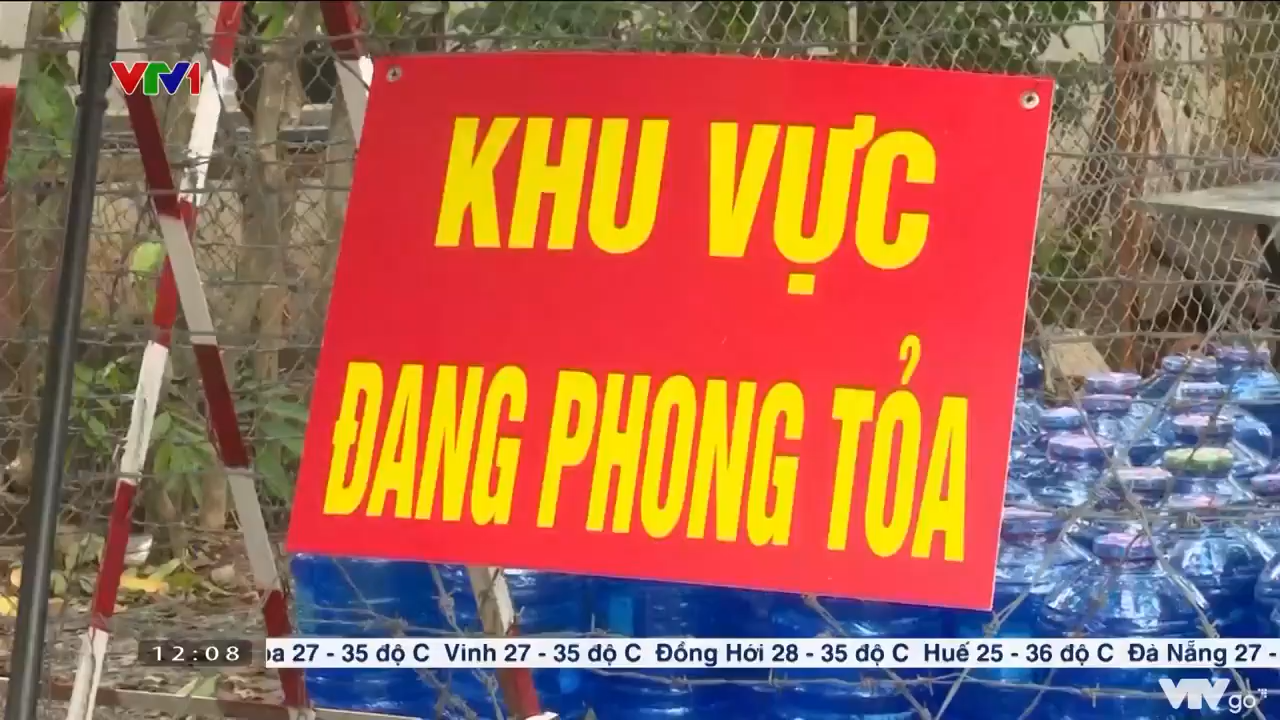 VTV1
KHU VỰC
ĐANG PHONG TỎA
12:08
27 - 35 độ C Vinh 27 - 35 độ C Đồng Hới 28 - 35 độ C Huế 25 - 36 độ C Đà Nẵng 27 -
VTV go